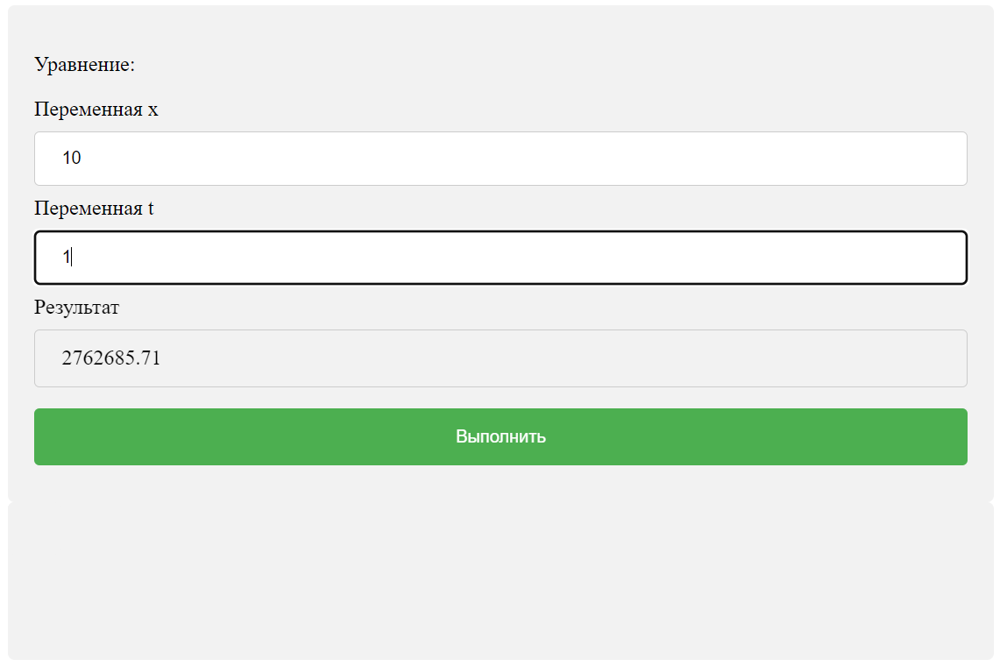 Уравнение:
Переменная x
10
Переменная t
1
Результат
2762685.71
Выполнить